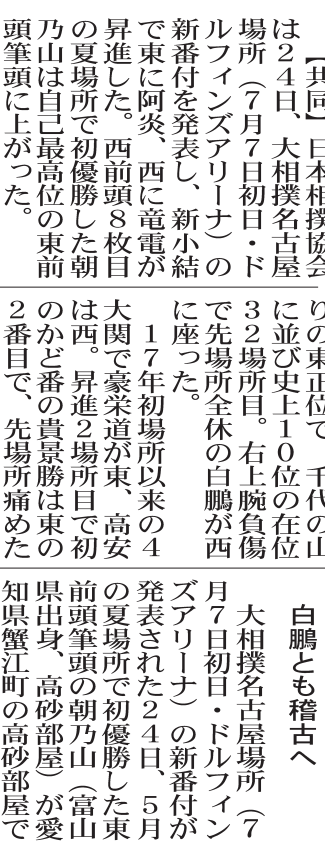 【共同】日本相撲協会
は２４日、大相撲名古屋
場所（７月７日初日・ド
ルフィンズアリーナ）の
新番付を発表し、新小結
で東に阿炎、西に竜電が
昇進した。西前頭８枚目
の夏場所で初優勝した朝
乃山は自己最高位の東前
頭筆頭に上がった。
りの東正位で、千代の山
に並び史上１０位の在位
３２場所目。右上腕負傷
で先場所全休の白鵬が西
に座った。
１７年初場所以来の４
大関で豪栄道が東、高安
は西。昇進２場所目で初
のかど番の貴景勝は東の
２番目で、先場所痛めた
白鵬とも稽古へ
大相撲名古屋場所（７
月７日初日・ドルフィン
ズアリーナ）の新番付が
発表された２４日、５月
の夏場所で初優勝した東
前頭筆頭の朝乃山（富山
県出身、高砂部屋）が愛
知県蟹江町の高砂部屋で